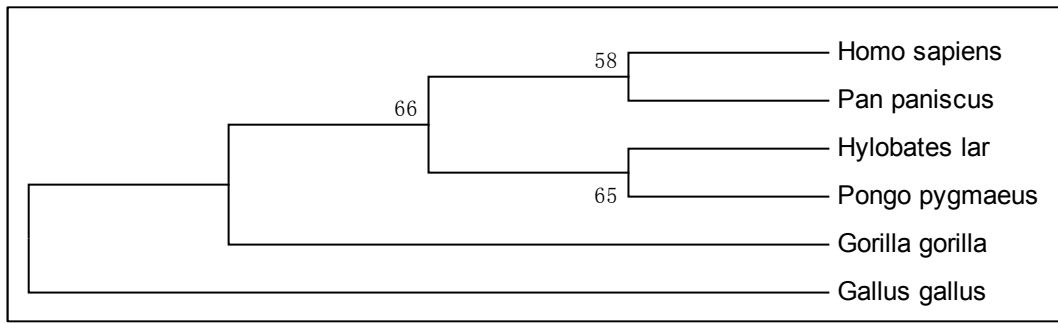 58
Homo sapiens
Pan paniscus
66
Hylobates lar
65
Pongo pygmaeus
Gorilla gorilla
Gallus gallus